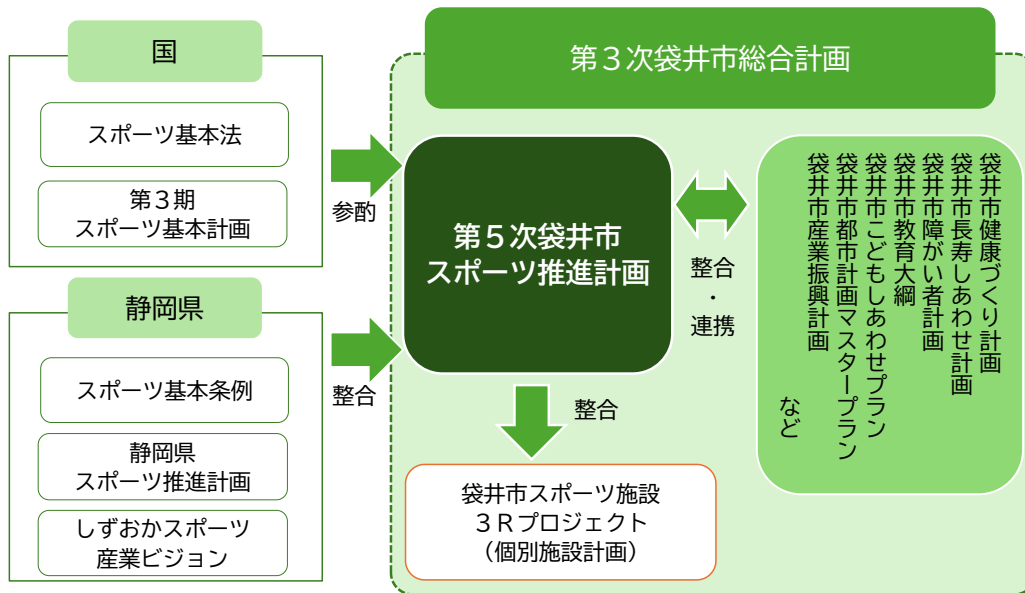 国
スポーツ基本法
第３期
スポーツ基本計画
参酌
静岡県
スポーツ基本条例
静岡県
スポーツ推進計画
しずおかスポーツ
産業ビジョン
整合
第３次袋井市総合計画
第５次袋井市
スポーツ推進計画
整合
・
連携
袋井市健康づくり計画
袋井市長寿しあわせ計画
袋井市障がい者計画
袋井市教育大綱
袋井市こどもしあわせプラン
袋井市都市計画マスタープラン
袋井市産業振興計画
など
整合
袋井市スポーツ施設
３Ｒプロジェクト
（個別施設計画）